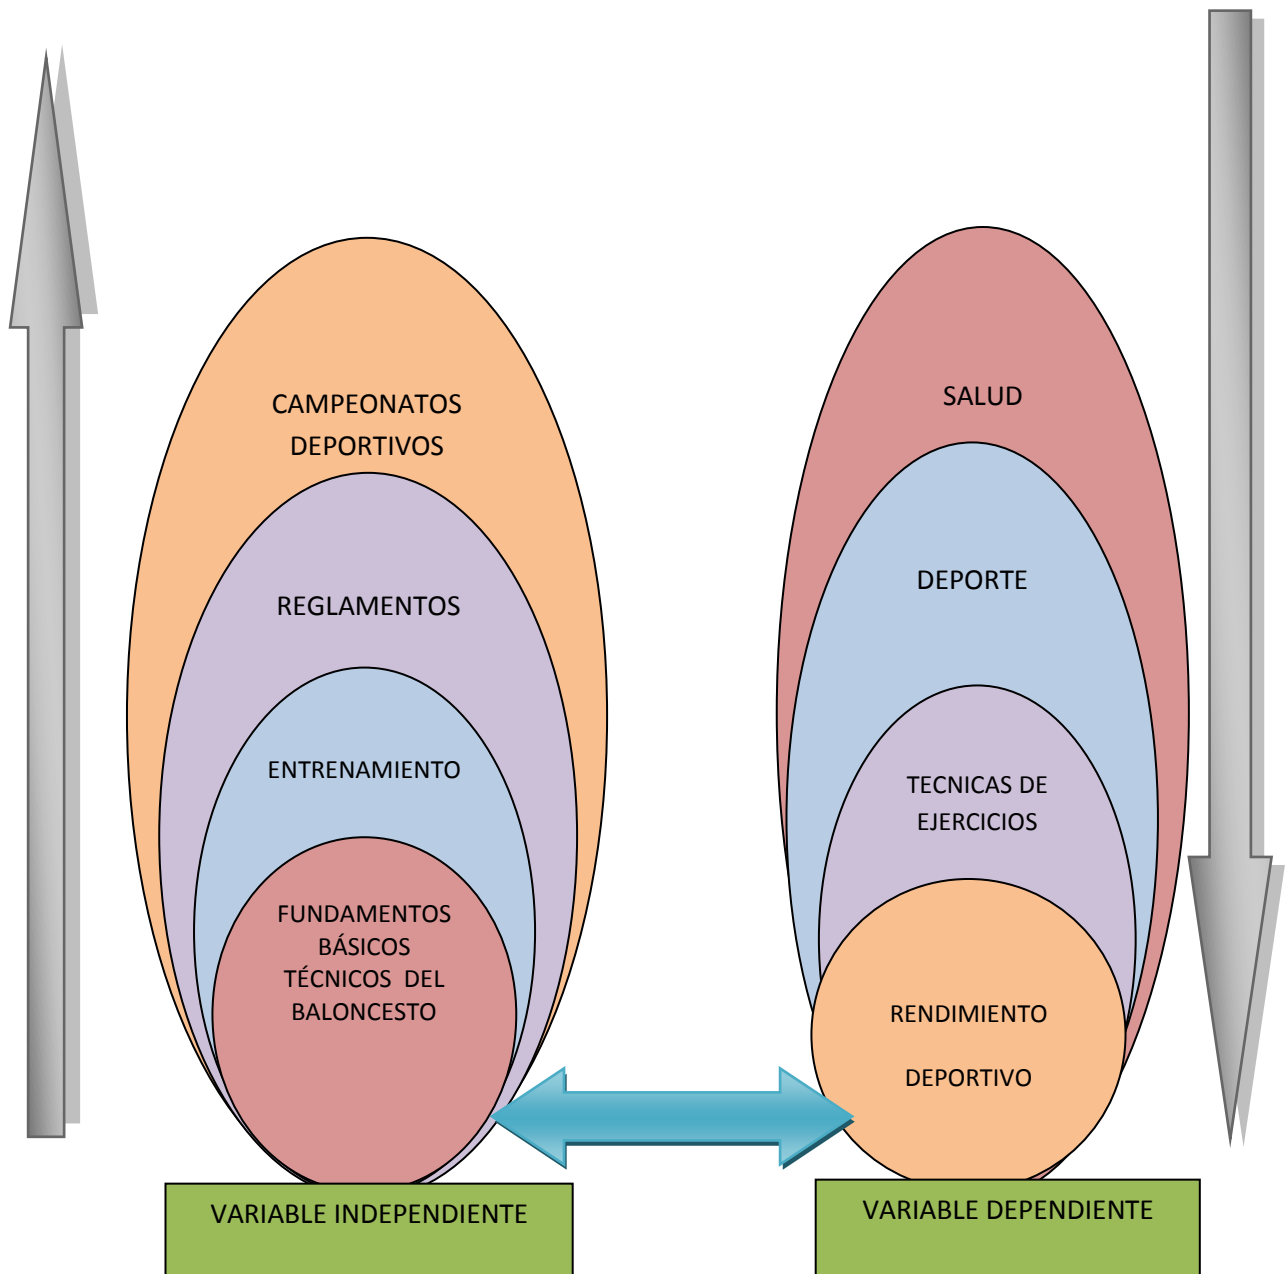 CAMPEONATOS
DEPORTIVOS
REGLAMENTOS
ENTRENAMIENTO
FUNDAMENTOS
BÁSICOS
TÉCNICOS DEL
BALONCESTO
VARIABLE INDEPENDIENTE
SALUD
DEPORTE
TECNICAS DE
EJERCICIOS
RENDIMIENTO
DEPORTIVO
VARIABLE DEPENDIENTE